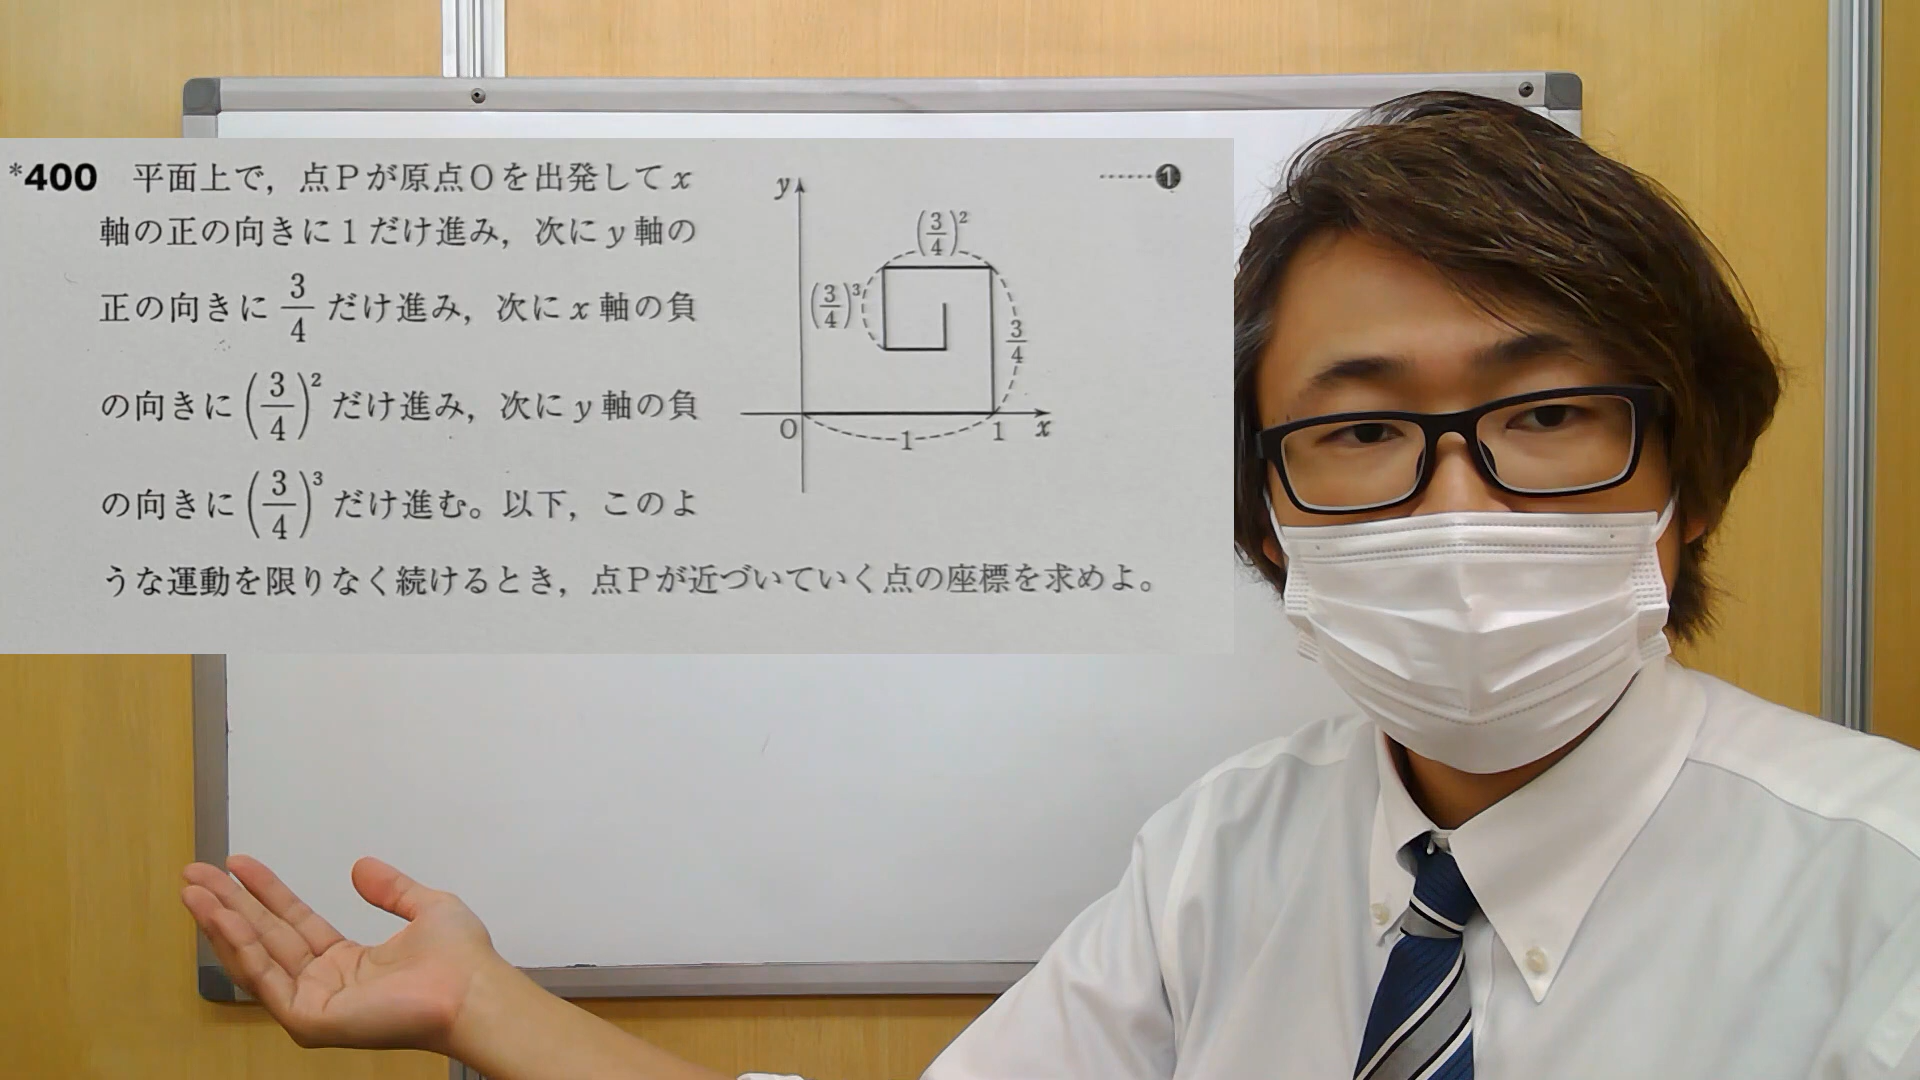 *400 平面上で，点Pが原点Oを出発してx
軸の正の向きに1だけ進み，次にy軸の
正の向きに 3/4 だけ進み，次にx軸の負
の向きに (3/4)² だけ進み，次にy軸の負
の向きに (3/4)³ だけ進む。以下，このよ
うな運動を限りなく続けるとき，点Pが近づいていく点の座標を求めよ。
……❶
y
(3/4)²
(3/4)³
3/4
O
1
1
x